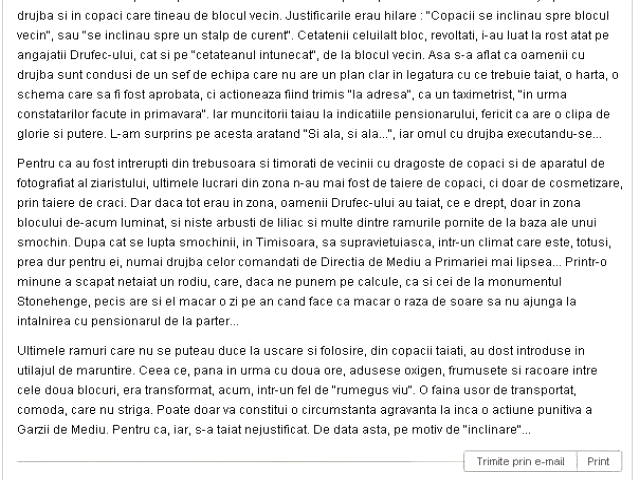 drujba si in copaci care tineau de blocul vecin. Justificarile erau hilare : "Copacii se inclinau spre blocul
vecin", sau "se inclinau spre un stalp de curent". Cetatenii celuilalt bloc, revoltati, i-au luat la rost atat pe
angajatii Drufec-ului, cat si pe "cetateanul intunecat", de la blocul vecin. Asa s-a aflat ca oamenii cu
drujba sunt condusi de un sef de echipa care nu are un plan clar in legatura cu ce trebuie taiat, o harta, o
schema care sa fi fost aprobata, ci actioneaza fiind trimis "la adresa", ca un taximetrist, "in urma
constatarilor facute in primavara". Iar muncitorii taiau la indicatiile pensionarului, fericit ca are o clipa de
glorie si putere. L-am surprins pe acesta aratand "Si ala, si ala...", iar omul cu drujba executandu-se...
Pentru ca au fost intrerupti din trebusoara si timorati de vecinii cu dragoste de copaci si de aparatul de
fotografiat al ziaristului, ultimele lucrari din zona n-au mai fost de taiere de copaci, ci doar de cosmetizare,
prin taiere de craci. Dar daca tot erau in zona, oamenii Drufec-ului au taiat, ce e drept, doar in zona
blocului de-acum luminat, si niste arbusti de liliac si multe dintre ramurile pornite de la baza ale unui
smochin. Dupa cat se lupta smochinii, in Timisoara, sa supravietuiasca, intr-un climat care este, totusi,
prea dur pentru ei, numai drujba celor comandati de Directia de Mediu a Primariei mai lipsea... Printr-o
minune a scapat netaiat un rodiu, care, daca ne punem pe calcule, ca si cei de la monumentul
Stonehenge, pecis are si el macar o zi pe an cand face ca macar o raza de soare sa nu ajunga la
intalnirea cu pensionarul de la parter...
Ultimele ramuri care nu se puteau duce la uscare si folosire, din copacii taiati, au dost introduse in
utilajul de maruntire. Ceea ce, pana in urma cu doua ore, adusese oxigen, frumusete si racoare intre
cele doua blocuri, era transformat, acum, intr-un fel de "rumegus viu". O faina usor de transportat,
comoda, care nu striga. Poate doar va constitui o circumstanta agravanta la inca o actiune punitiva a
Garzii de Mediu. Pentru ca, iar, s-a taiat nejustificat. De data asta, pe motiv de "inclinare"...
Trimite prin e-mail Print